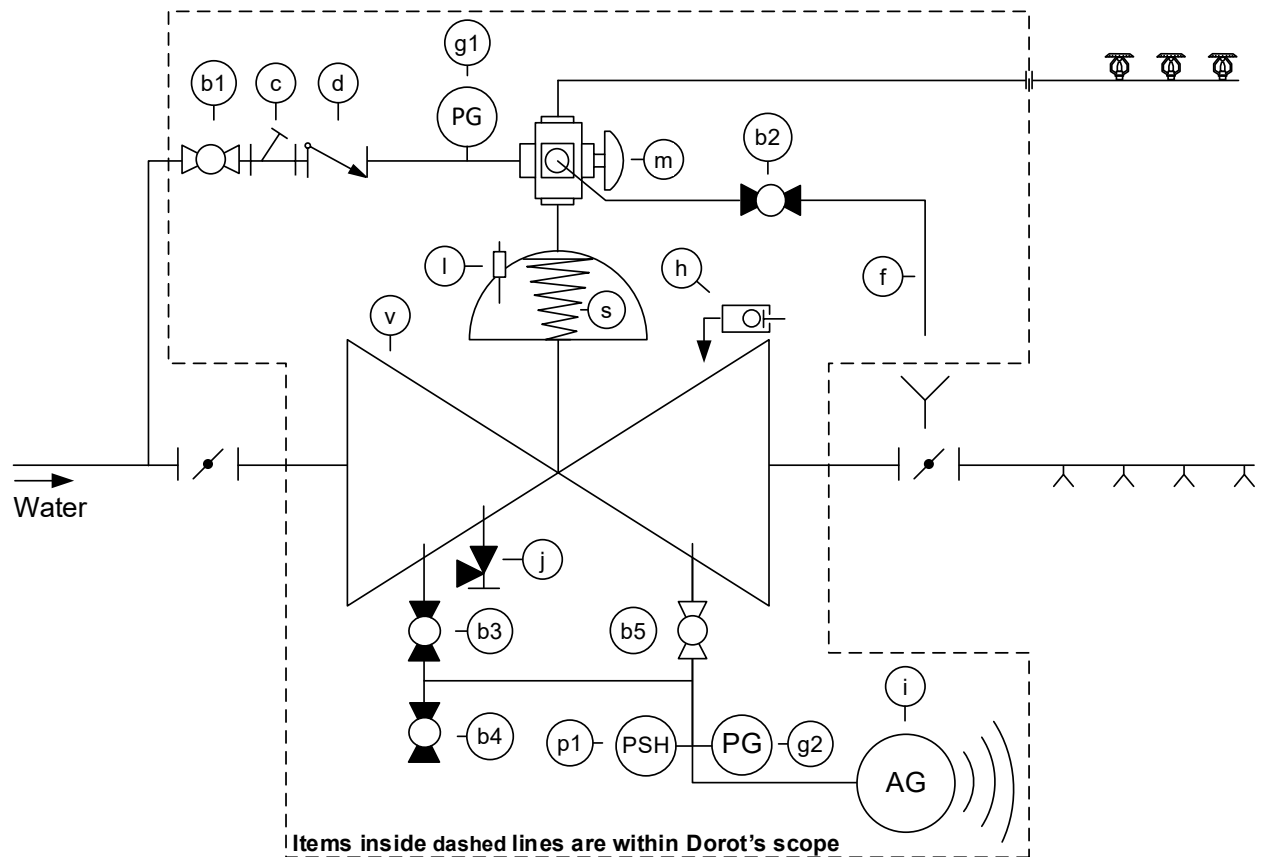 g1
b1
c
d
PG
b2
m
l
h
f
s
v
Water
j
b3
b5
i
b4
p1
PSH
PG
g2
AG
Items inside dashed lines are within Dorot's scope